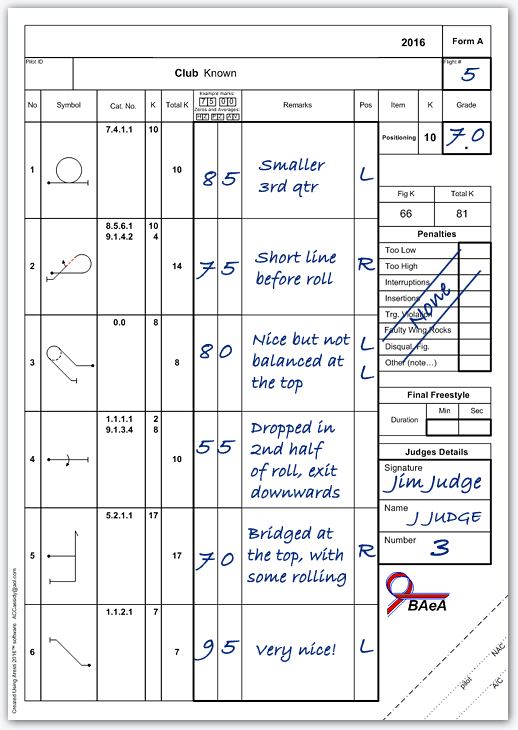 2016
Form A
Pilot ID
Club Known
Flight #
5
No Symbol Cat. No. K Total K
Example marks:
7 5 0 0
Zeros and Averages:
HZ PZ AV
Remarks Pos
Item K Grade
Positioning 10 7.0
1
7.4.1.1 10
10
8 5
Smaller
3rd qtr
L
2
8.5.6.1 10
9.1.4.2 4
14
7 5
Short line
before roll
R
3
0.0 8
8
8 0
Nice but not
balanced at
the top
L
L
4
1.1.1.1 2
9.1.3.4 8
10
5 5
Dropped in
2nd half
of roll, exit
downwards
5
5.2.1.1 17
17
7 0
Bridged at
the top, with
some rolling
R
6
1.1.2.1 7
7
9 5
Very nice!
L
Fig K Total K
66 81
Penalties
Too Low
Too High
Interruptions
Insertions
Trg. Violation
Faulty Wing Rocks
Disqual. Fig.
Other (note...)
None
Final Freestyle
Min Sec
Duration
Judges Details
Signature
Jim Judge
Name
J JUDGE
Number
3
BAeA
pilot
NAC
A/C
Created Using Aresti 2016™ software. ACCassidy@aol.com